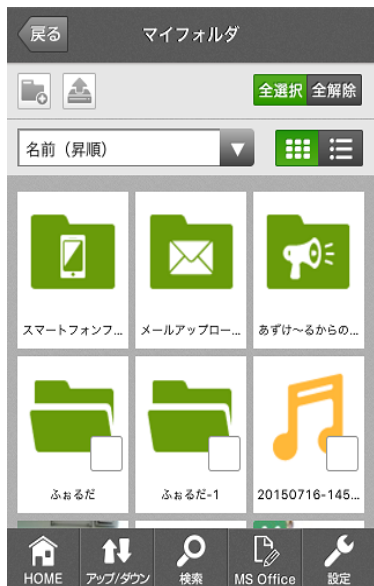 戻る
マイフォルダ
全選択 全解除
名前（昇順）
スマートフォンフ...
メールアップロー...
あずけ～るからの...
ふぉるだ
ふぉるだ-1
20150716-145...
HOME
アップ/ダウン
検索
MS Office
設定